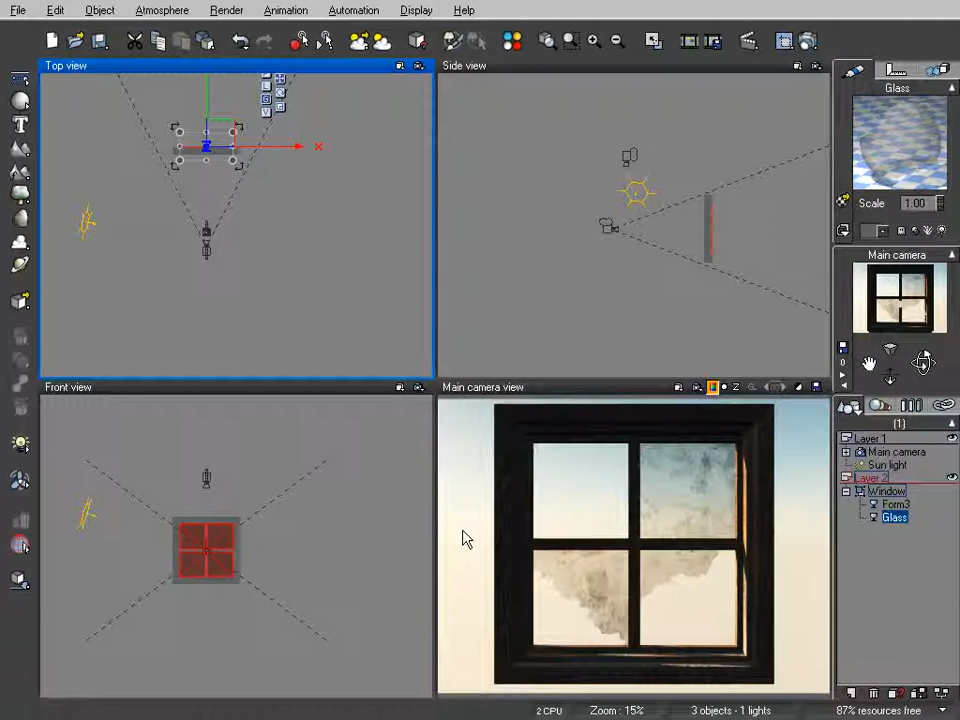 File Edit Object Atmosphere Render Animation Automation Display Help
Top view
Side view
Glass
Scale 1.00
Main camera
Front view
Main camera view
(1)
Layer 1
Main camera
Sun light
Layer 2
Window
Form3
Glass
2 CPU Zoom : 15% 3 objects - 1 lights 87% resources free